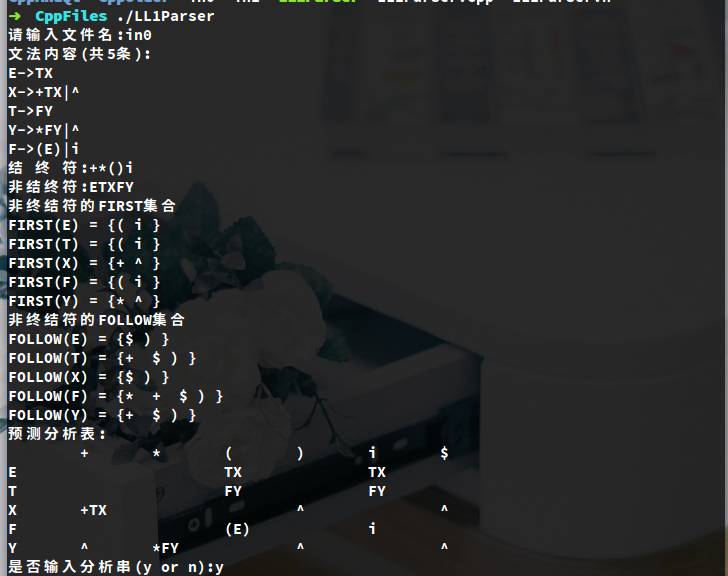 ➜ CppFiles ./LL1Parser
请输入文件名:in0
文法内容(共5条):
E->TX
X->+TX|^
T->FY
Y->*FY|^
F->(E)|i
结 终 符:+*()i
非结终符:ETXFY
非终结符的FIRST集合
FIRST(E) = {( i }
FIRST(T) = {( i }
FIRST(X) = {+ ^ }
FIRST(F) = {( i }
FIRST(Y) = {* ^ }
非终结符的FOLLOW集合
FOLLOW(E) = {$ ) }
FOLLOW(T) = {+  $ ) }
FOLLOW(X) = {$ ) }
FOLLOW(F) = {*  +  $ ) }
FOLLOW(Y) = {+  $ ) }
预测分析表:
        +       *       (       )       i       $
E                       TX              TX
T                       FY              FY
X       +TX                     ^               ^
F                       (E)             i
Y       ^       *FY             ^               ^
是否输入分析串(y or n):y